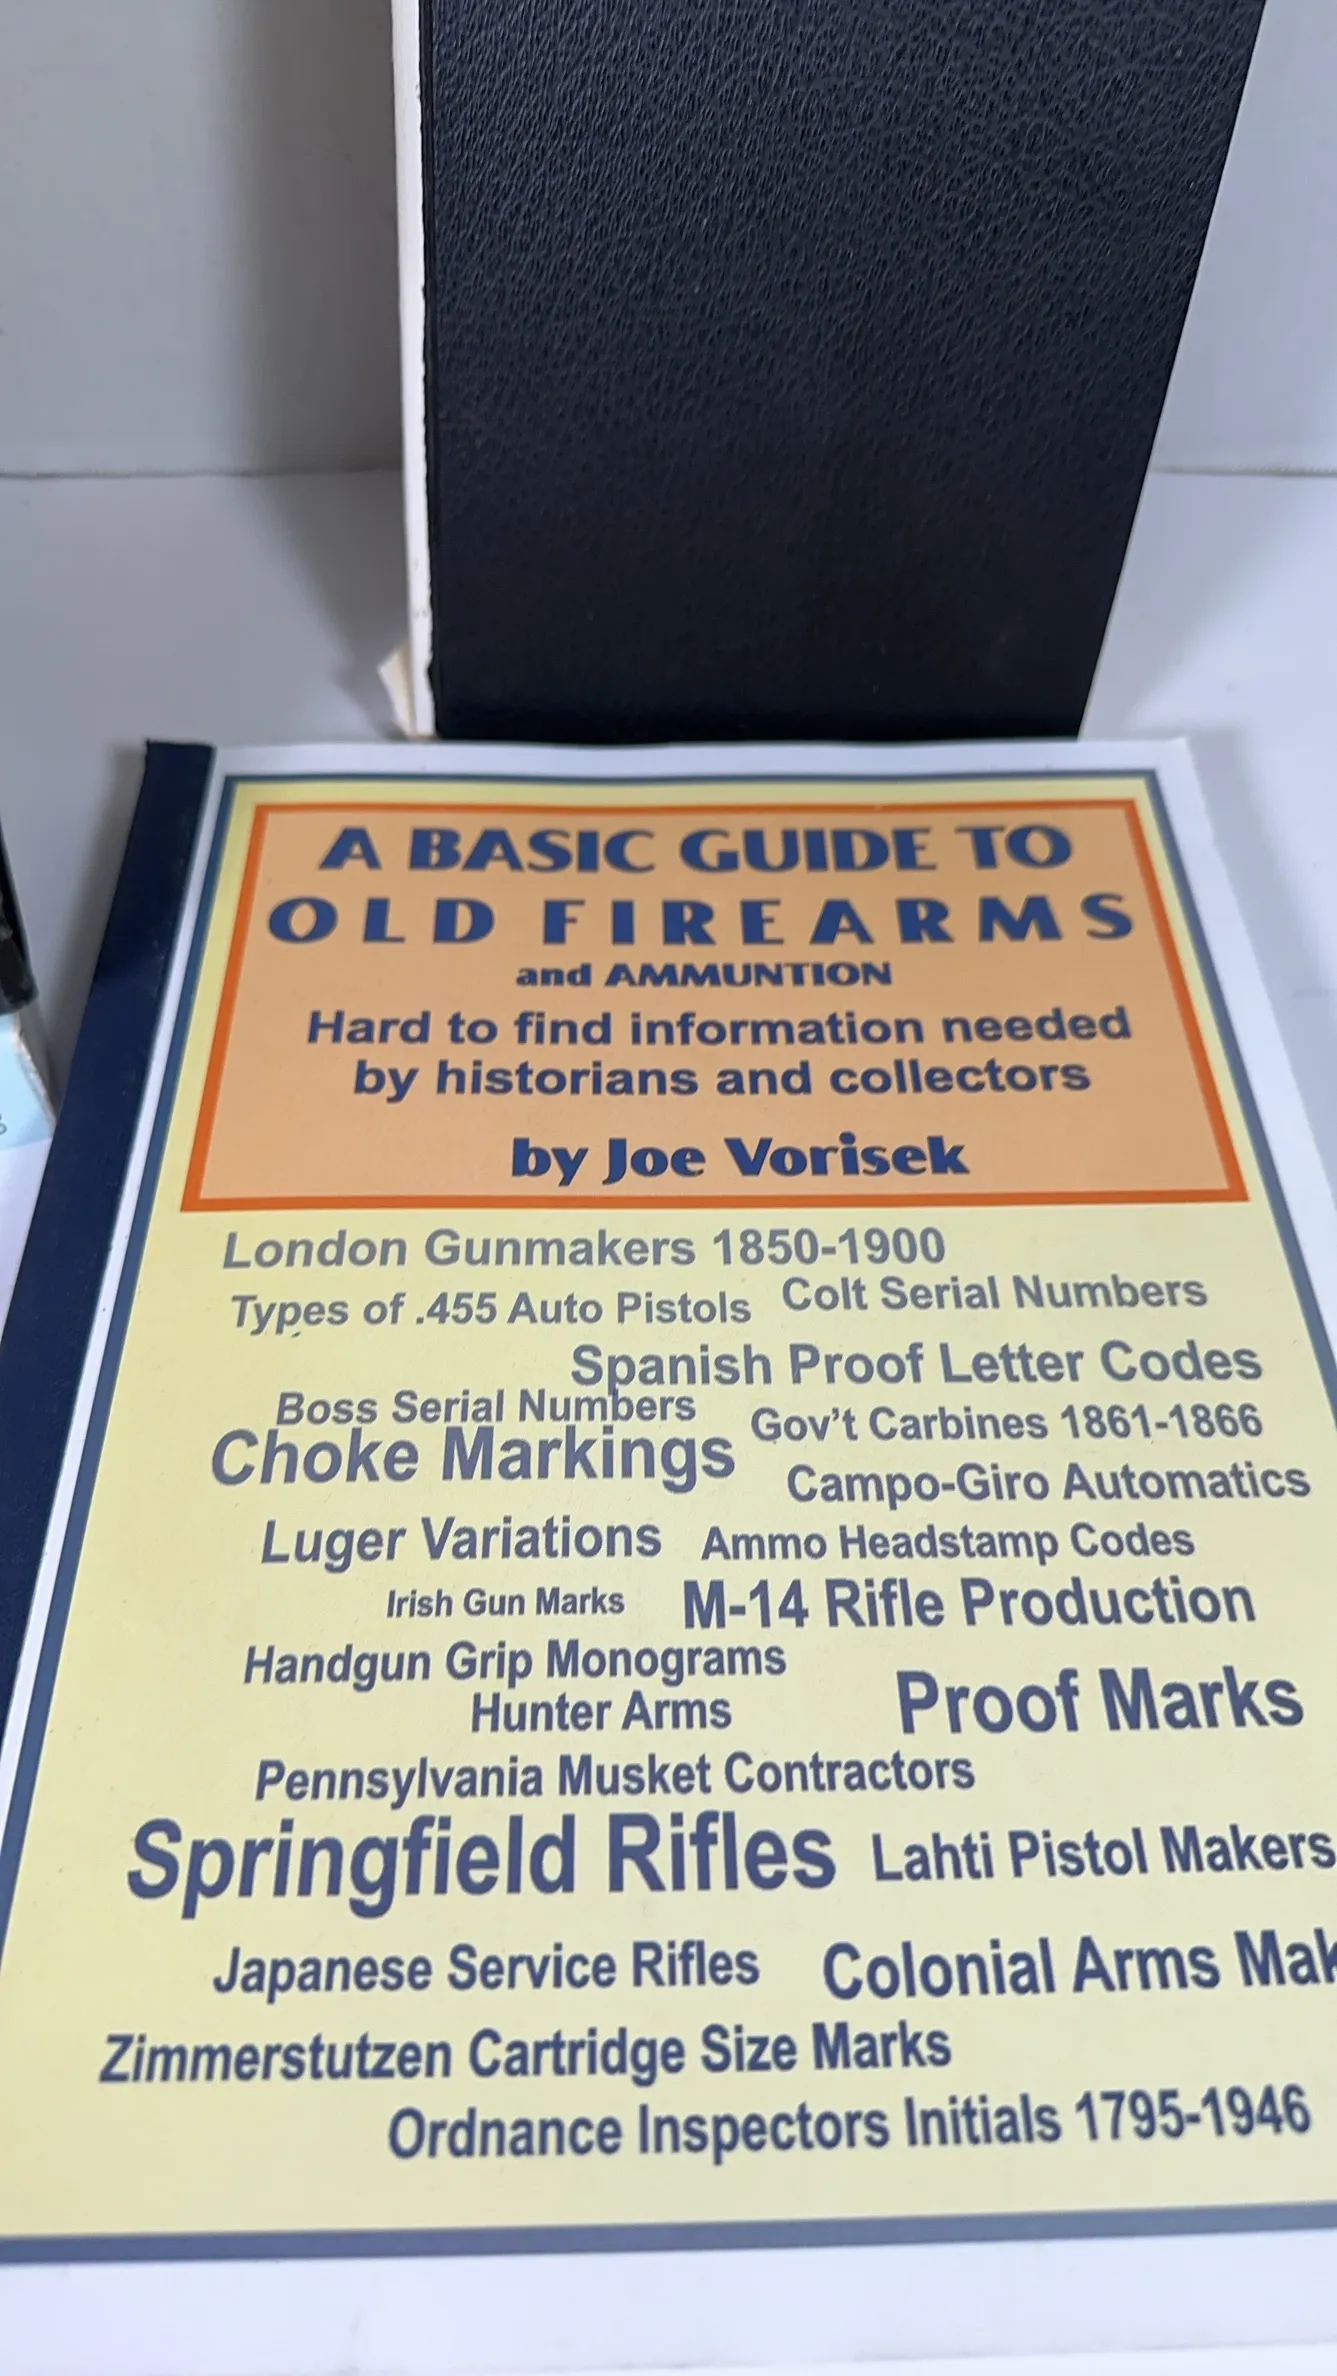 A BASIC GUIDE TO
OLD FIREARMS
and AMMUNTION
Hard to find information needed
by historians and collectors
by Joe Vorisek
London Gunmakers 1850-1900
Types of .455 Auto Pistols
Colt Serial Numbers
Spanish Proof Letter Codes
Boss Serial Numbers
Gov't Carbines 1861-1866
Choke Markings
Campo-Giro Automatics
Luger Variations
Ammo Headstamp Codes
Irish Gun Marks
M-14 Rifle Production
Handgun Grip Monograms
Hunter Arms
Proof Marks
Pennsylvania Musket Contractors
Springfield Rifles
Lahti Pistol Makers
Japanese Service Rifles
Colonial Arms Mak
Zimmerstutzen Cartridge Size Marks
Ordnance Inspectors Initials 1795-1946